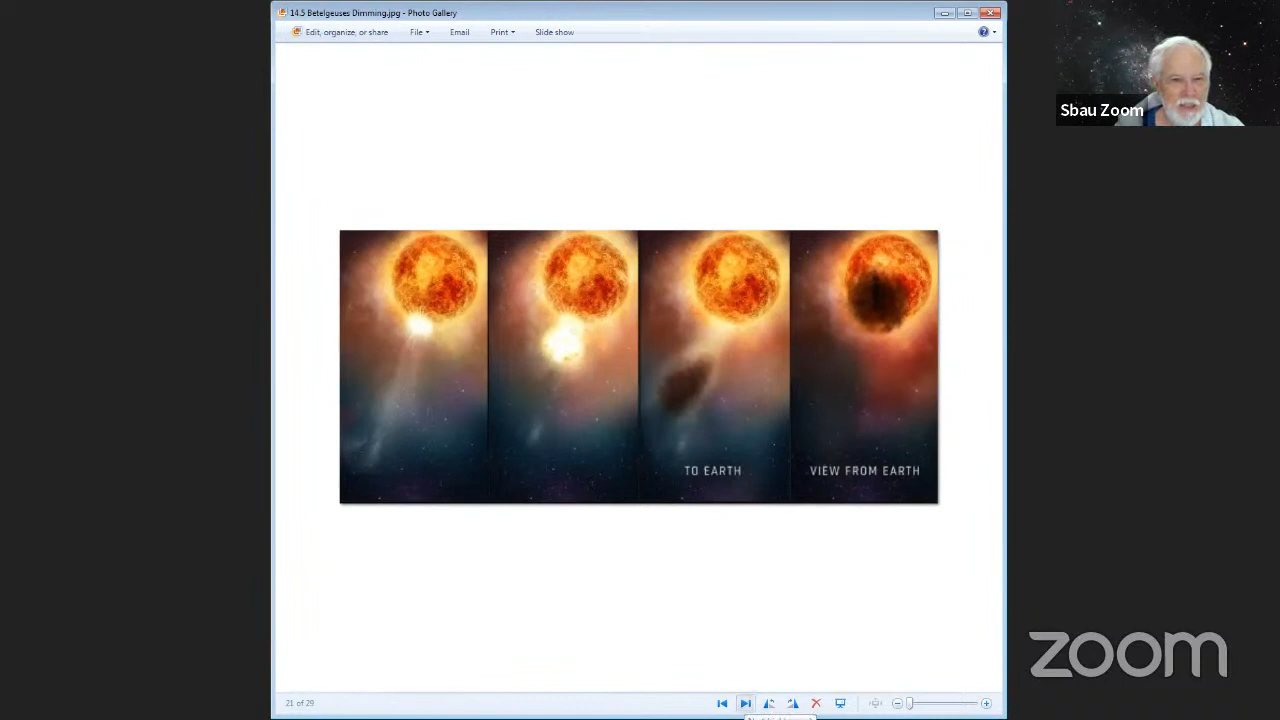 14.5 Betelgeuses Dimming.jpg - Photo Gallery
Edit, organize, or share
File
Email
Print
Slide show
Sbau Zoom
TO EARTH
VIEW FROM EARTH
zoom
21 of 29